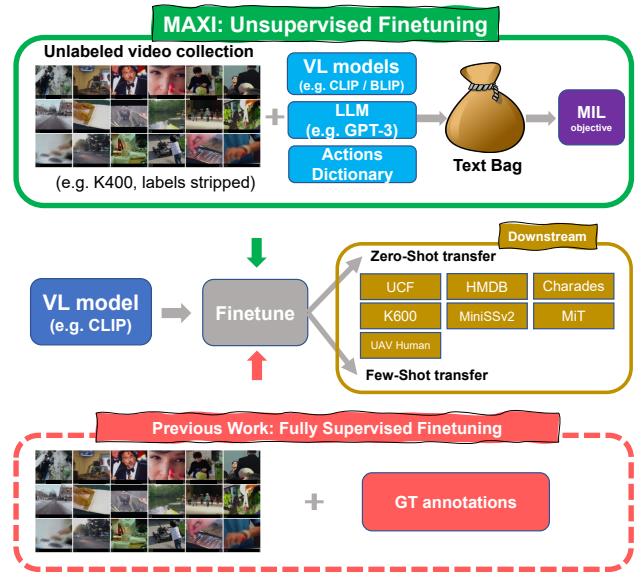 MAXI: Unsupervised Finetuning
Unlabeled video collection
(e.g. K400, labels stripped)
+
VL models
(e.g. CLIP / BLIP)
LLM
(e.g. GPT-3)
Actions
Dictionary
Text Bag
MIL
objective
Downstream
VL model
(e.g. CLIP)
Finetune
Zero-Shot transfer
UCF
HMDB
Charades
K600
MiniSSv2
MiT
UAV Human
Few-Shot transfer
Previous Work: Fully Supervised Finetuning
+
GT annotations